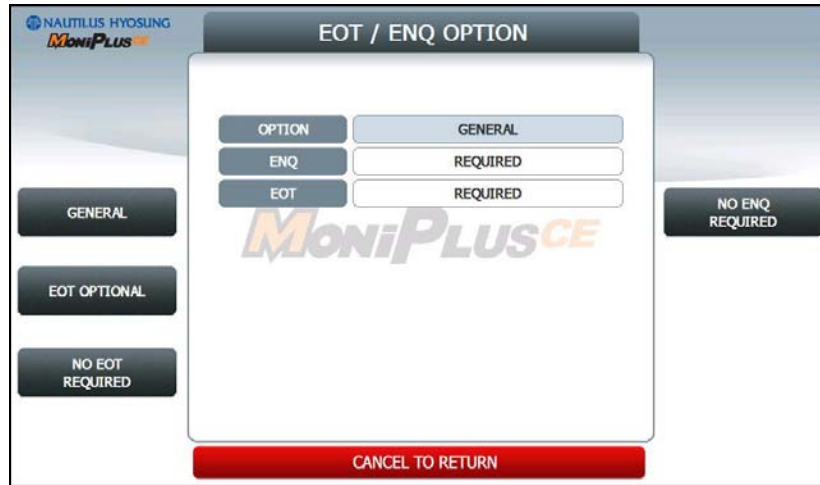 NAUTILUS HYOSUNG
MONIPLUSCE
EOT / ENQ OPTION
OPTION GENERAL
ENQ REQUIRED
EOT REQUIRED
MONIPLUSCE
GENERAL
EOT OPTIONAL
NO EOT
REQUIRED
NO ENQ
REQUIRED
CANCEL TO RETURN